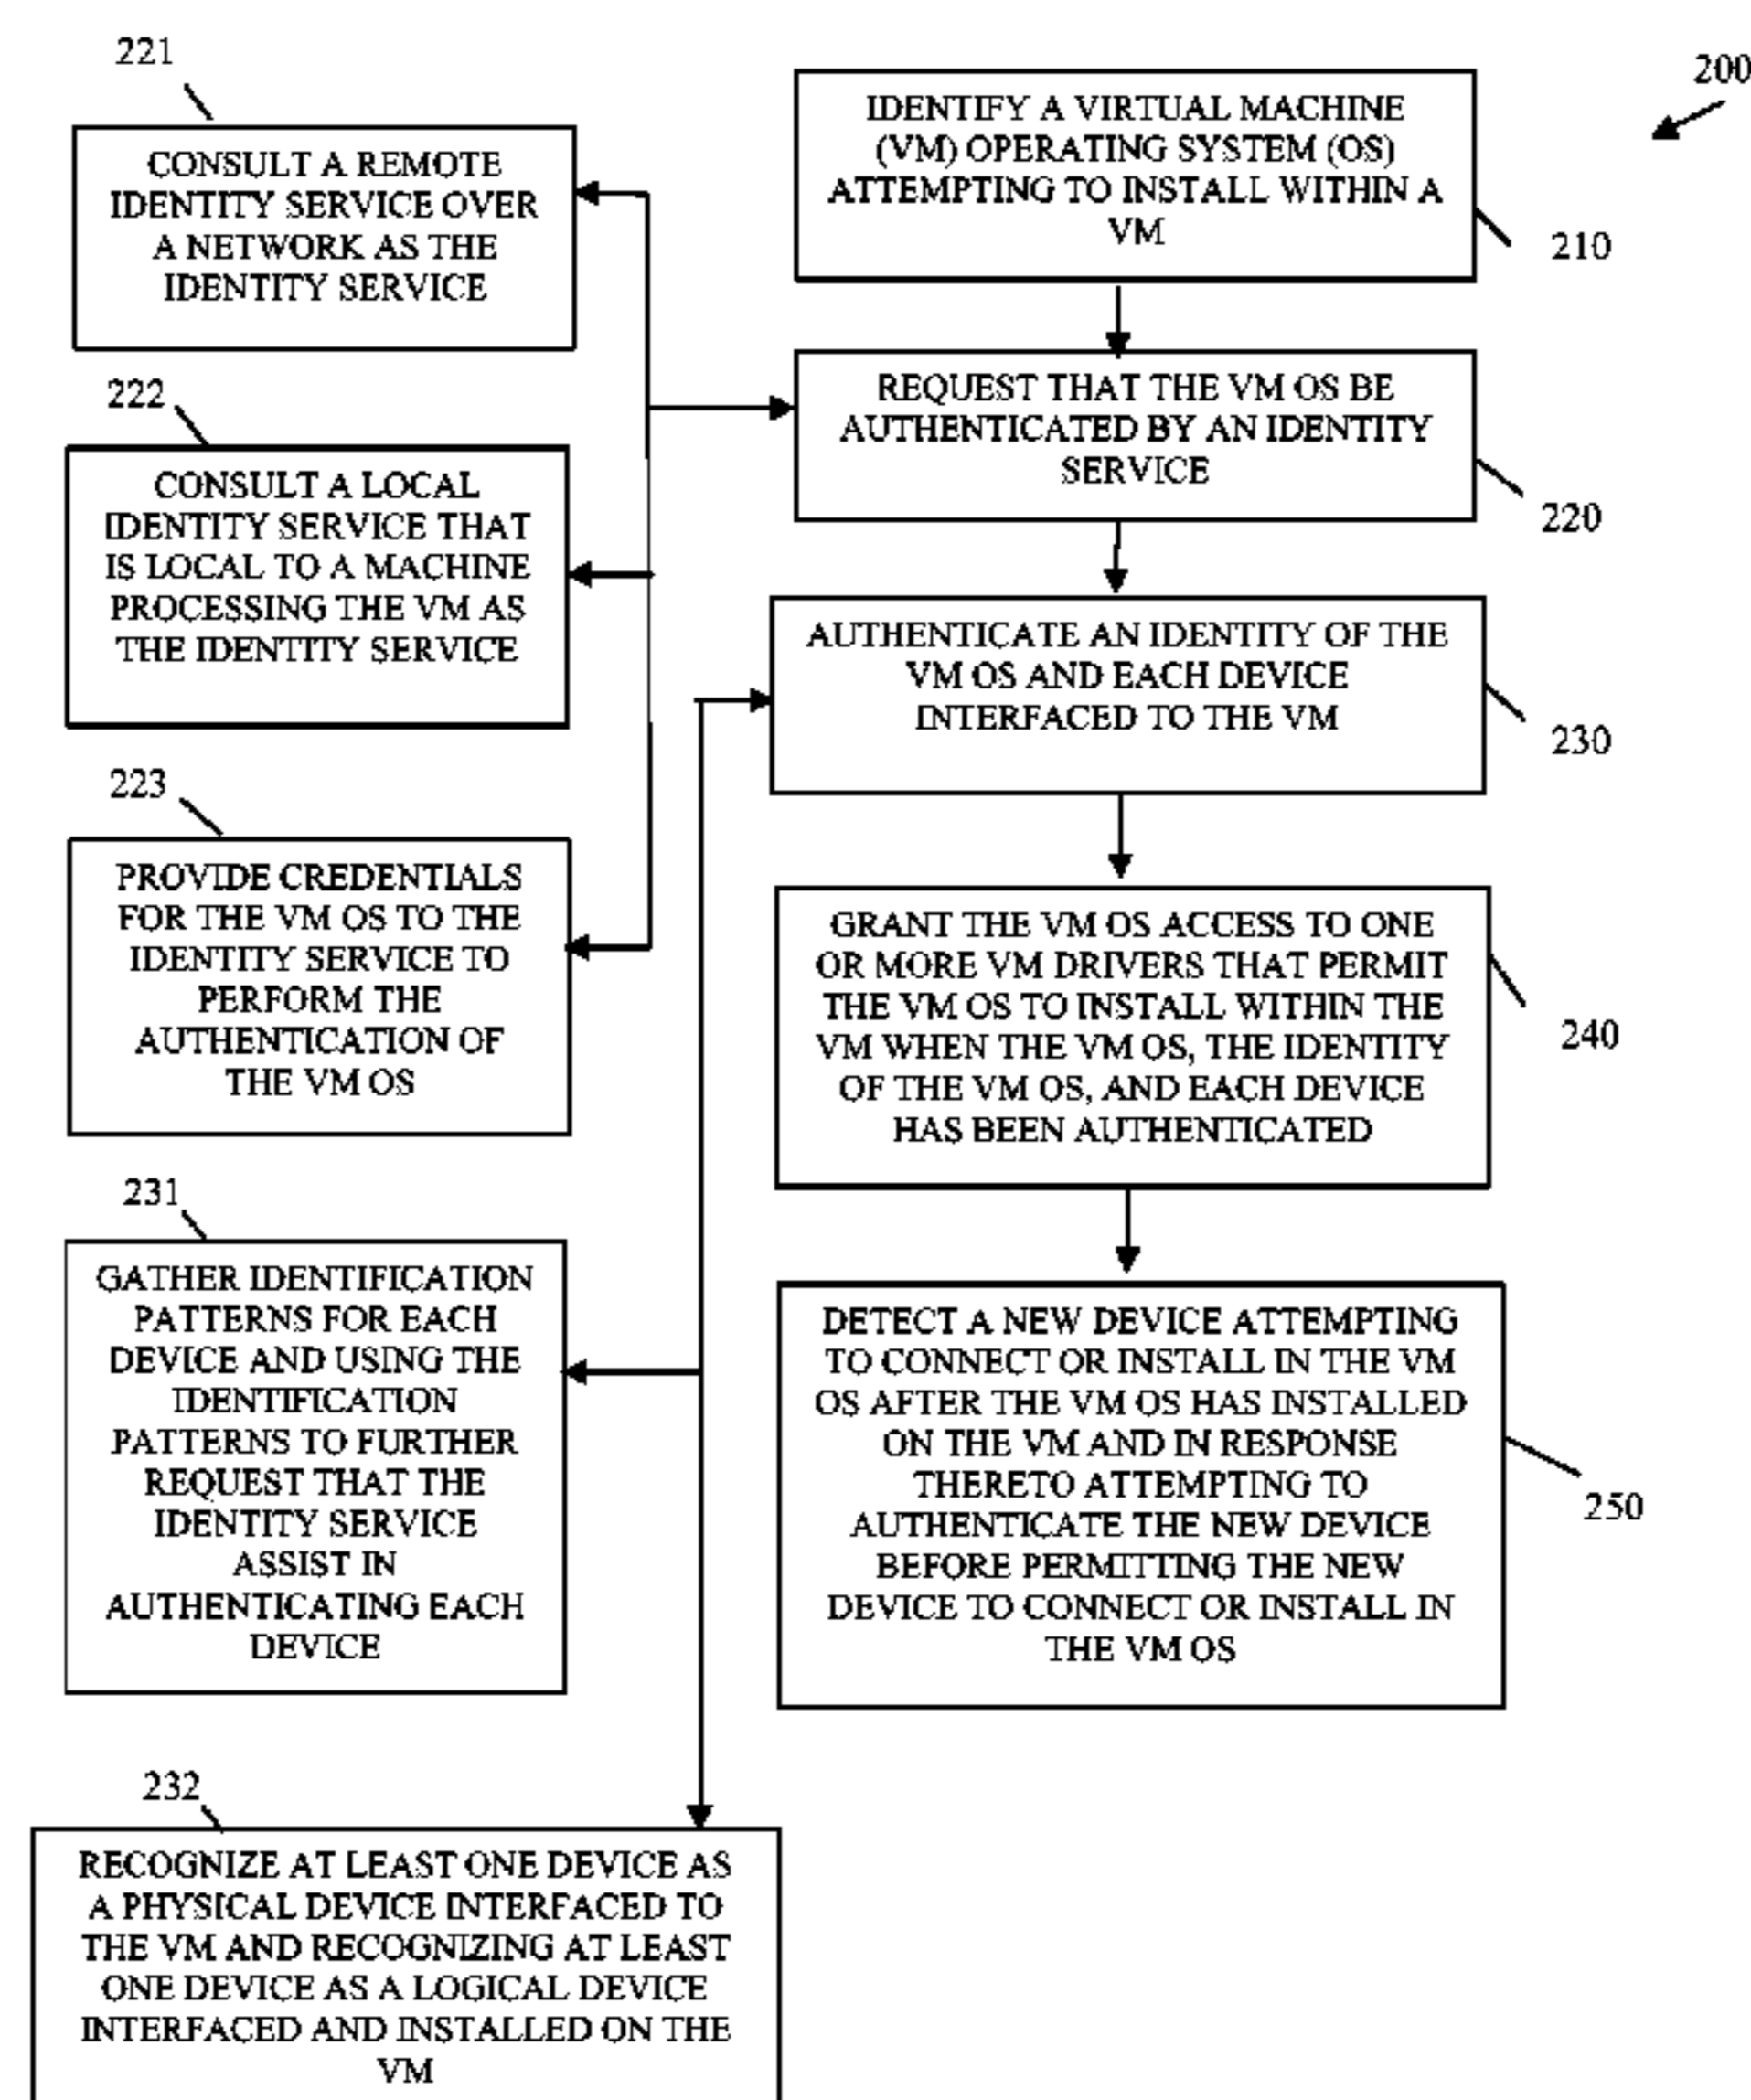 200
IDENTIFY A VIRTUAL MACHINE
(VM) OPERATING SYSTEM (OS)
ATTEMPTING TO INSTALL WITHIN A
VM
210
REQUEST THAT THE VM OS BE
AUTHENTICATED BY AN IDENTITY
SERVICE
220
221
CONSULT A REMOTE
IDENTITY SERVICE OVER
A NETWORK AS THE
IDENTITY SERVICE
222
CONSULT A LOCAL
IDENTITY SERVICE THAT
IS LOCAL TO A MACHINE
PROCESSING THE VM AS
THE IDENTITY SERVICE
223
PROVIDE CREDENTIALS
FOR THE VM OS TO THE
IDENTITY SERVICE TO
PERFORM THE
AUTHENTICATION OF
THE VM OS
AUTHENTICATE AN IDENTITY OF THE
VM OS AND EACH DEVICE
INTERFACED TO THE VM
230
231
GATHER IDENTIFICATION
PATTERNS FOR EACH
DEVICE AND USING THE
IDENTIFICATION
PATTERNS TO FURTHER
REQUEST THAT THE
IDENTITY SERVICE
ASSIST IN
AUTHENTICATING EACH
DEVICE
232
RECOGNIZE AT LEAST ONE DEVICE AS
A PHYSICAL DEVICE INTERFACED TO
THE VM AND RECOGNIZING AT LEAST
ONE DEVICE AS A LOGICAL DEVICE
INTERFACED AND INSTALLED ON THE
VM
GRANT THE VM OS ACCESS TO ONE
OR MORE VM DRIVERS THAT PERMIT
THE VM OS TO INSTALL WITHIN THE
VM WHEN THE VM OS, THE IDENTITY
OF THE VM OS, AND EACH DEVICE
HAS BEEN AUTHENTICATED
240
DETECT A NEW DEVICE ATTEMPTING
TO CONNECT OR INSTALL IN THE VM
OS AFTER THE VM OS HAS INSTALLED
ON THE VM AND IN RESPONSE
THERETO ATTEMPTING TO
AUTHENTICATE THE NEW DEVICE
BEFORE PERMITTING THE NEW
DEVICE TO CONNECT OR INSTALL IN
THE VM OS
250